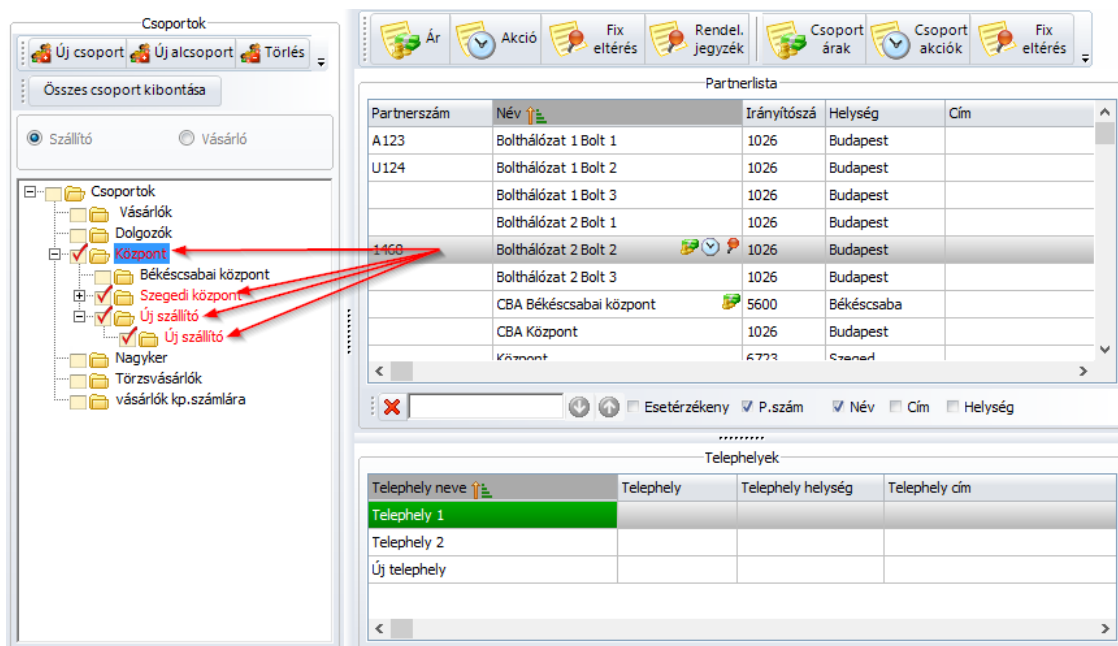 Csoportok
Új csoport Új alcsoport Törlés
Összes csoport kibontása
Szállító Vásárló
Csoportok
Vásárlók
Dolgozók
Központ
Békéscsabai központ
Szegedi központ
Új szállító
Új szállító
Nagyker
Törzsvásárlók
vásárlók kp.számlára
Ár Akció Fix eltérés Rendel. jegyzék Csoport árak Csoport akciók Fix eltérés
Partnerlista
Partnerszám Név Irányítószá Helység Cím
A123 Bolthálózat 1 Bolt 1 1026 Budapest
U124 Bolthálózat 1 Bolt 2 1026 Budapest
Bolthálózat 1 Bolt 3 1026 Budapest
Bolthálózat 2 Bolt 1 1026 Budapest
1460 Bolthálózat 2 Bolt 2 1026 Budapest
Bolthálózat 2 Bolt 3 1026 Budapest
CBA Békéscsabai központ 5600 Békéscsaba
CBA Központ 1026 Budapest
Központ 6723 Szeged
Esetérzékeny P.szám Név Cím Helység
Telephelyek
Telephely neve Telephely Telephely helység Telephely cím
Telephely 1
Telephely 2
Új telephely